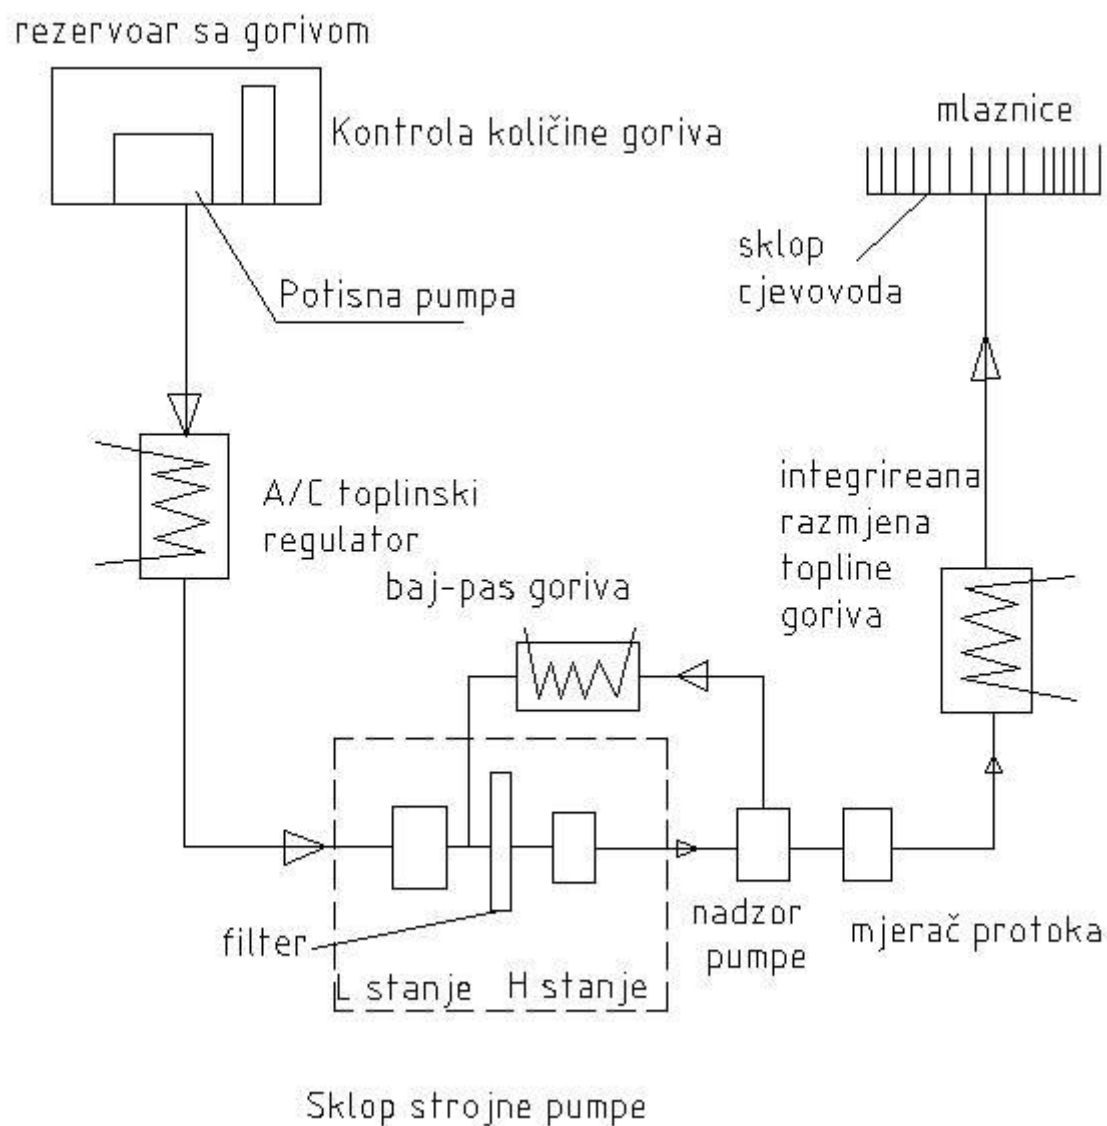 rezervoar sa gorivom
Kontrola količine goriva
mlaznice
sklop
cjevovoda
Potisna pumpa
A/C toplinski
regulator
baj-pas goriva
integrireana
razmjena
topline
goriva
filter
L stanje H stanje
nadzor
pumpe
mjerač protoka
Sklop strojne pumpe